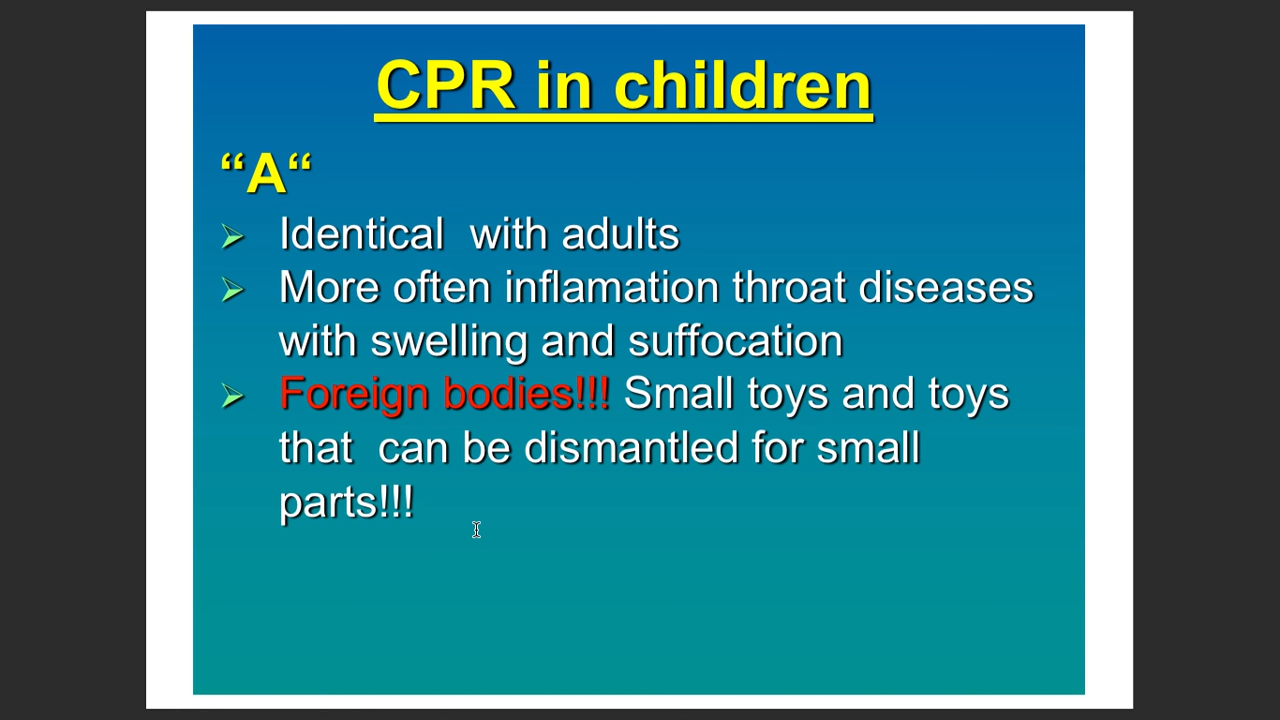 CPR in children
“A“
Identical  with adults
More often inflamation throat diseases
with swelling and suffocation
Foreign bodies!!! Small toys and toys
that  can be dismantled for small
parts!!!